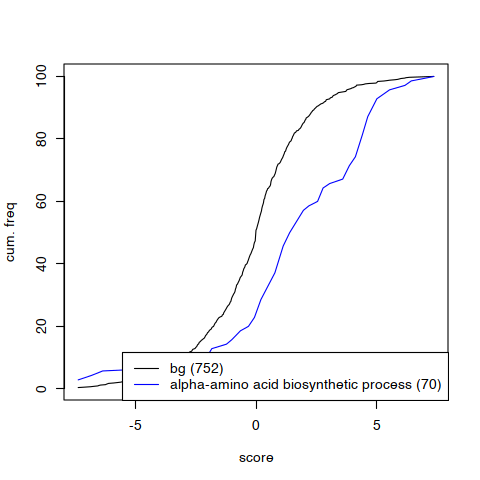 100
80
60
40
20
0
cum. freq
bg (752)
alpha-amino acid biosynthetic process (70)
-5 0 5
score